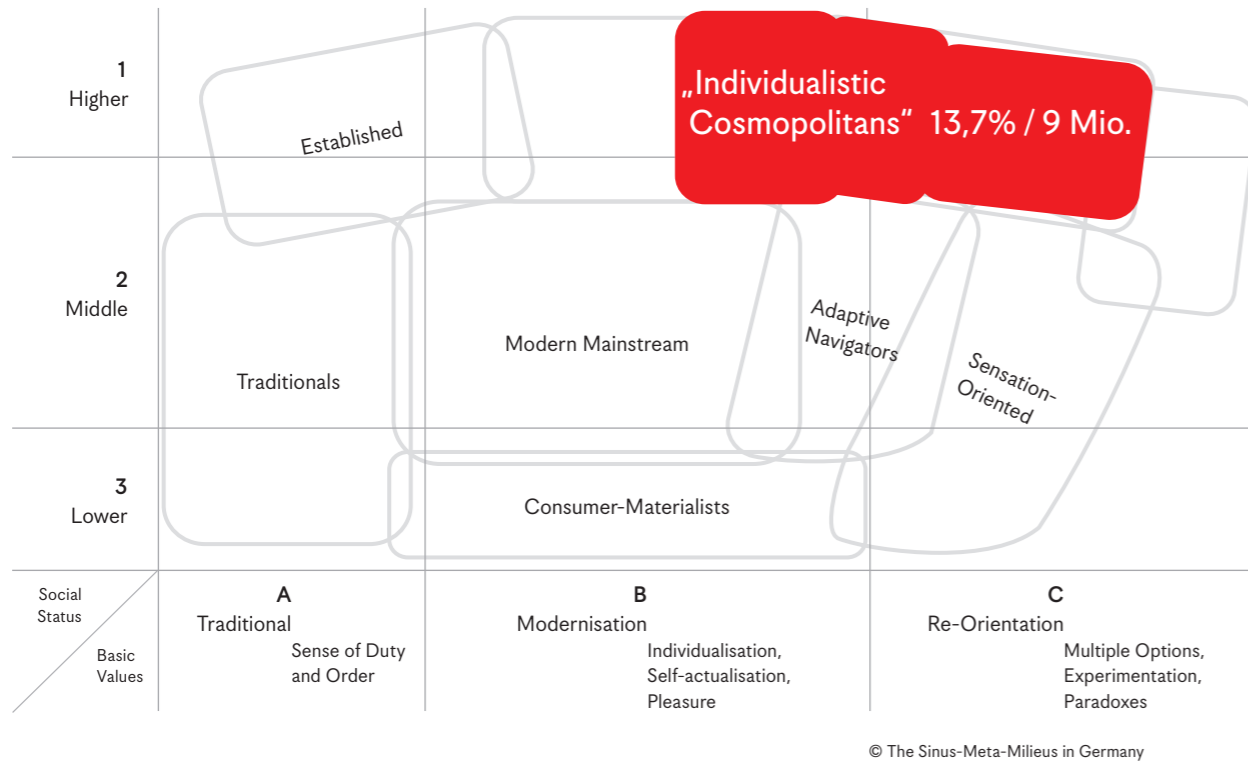 1
Higher
Established
„Individualistic
Cosmopolitans“ 13,7% / 9 Mio.
2
Middle
Traditionals
Modern Mainstream
Adaptive
Navigators
Sensation-
Oriented
3
Lower
Consumer-Materialists
Social
Status
Basic
Values
A
Traditional
Sense of Duty
and Order
B
Modernisation
Individualisation,
Self-actualisation,
Pleasure
C
Re-Orientation
Multiple Options,
Experimentation,
Paradoxes
© The Sinus-Meta-Milieus in Germany